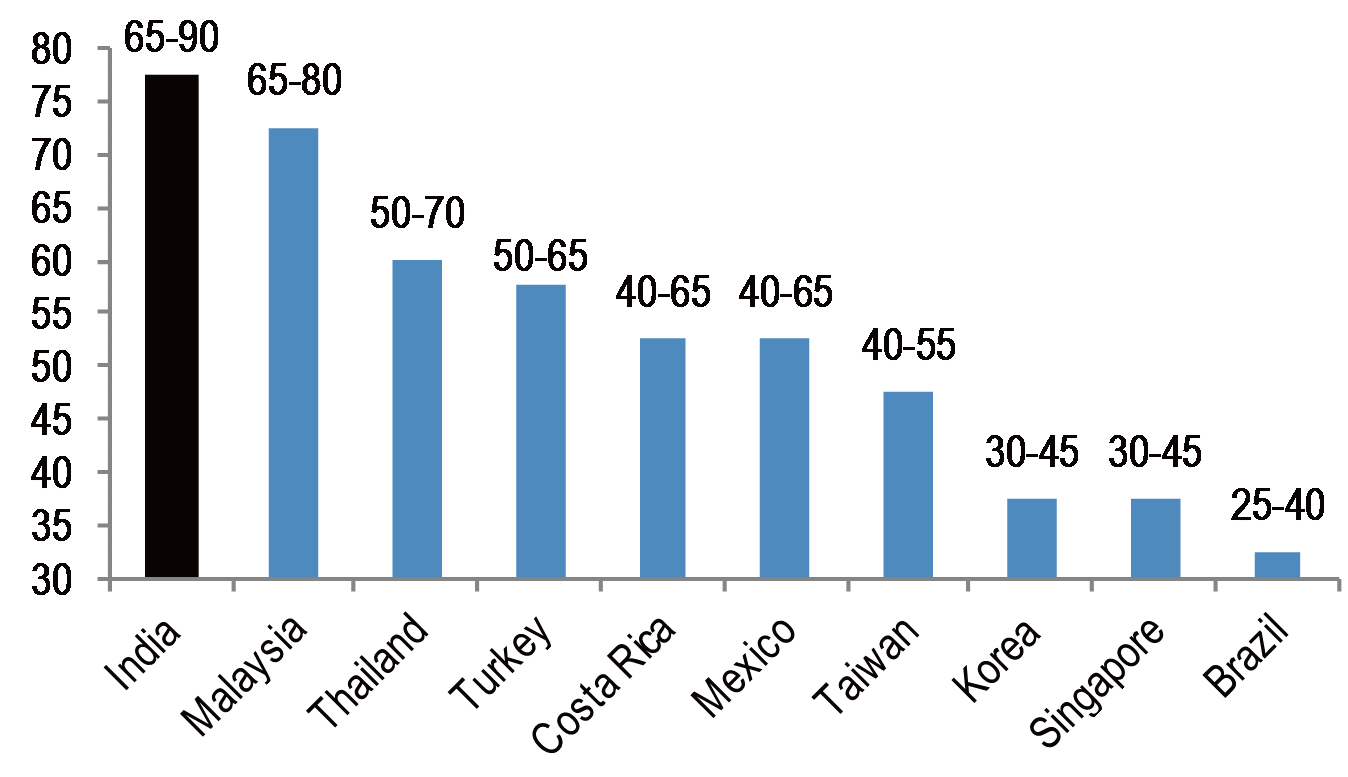 80
75
70
65
60
55
50
45
40
35
30
65-90
65-80
50-70
50-65
40-65
40-65
40-55
30-45
30-45
25-40
India
Malaysia
Thailand
Turkey
Costa Rica
Mexico
Taiwan
Korea
Singapore
Brazil